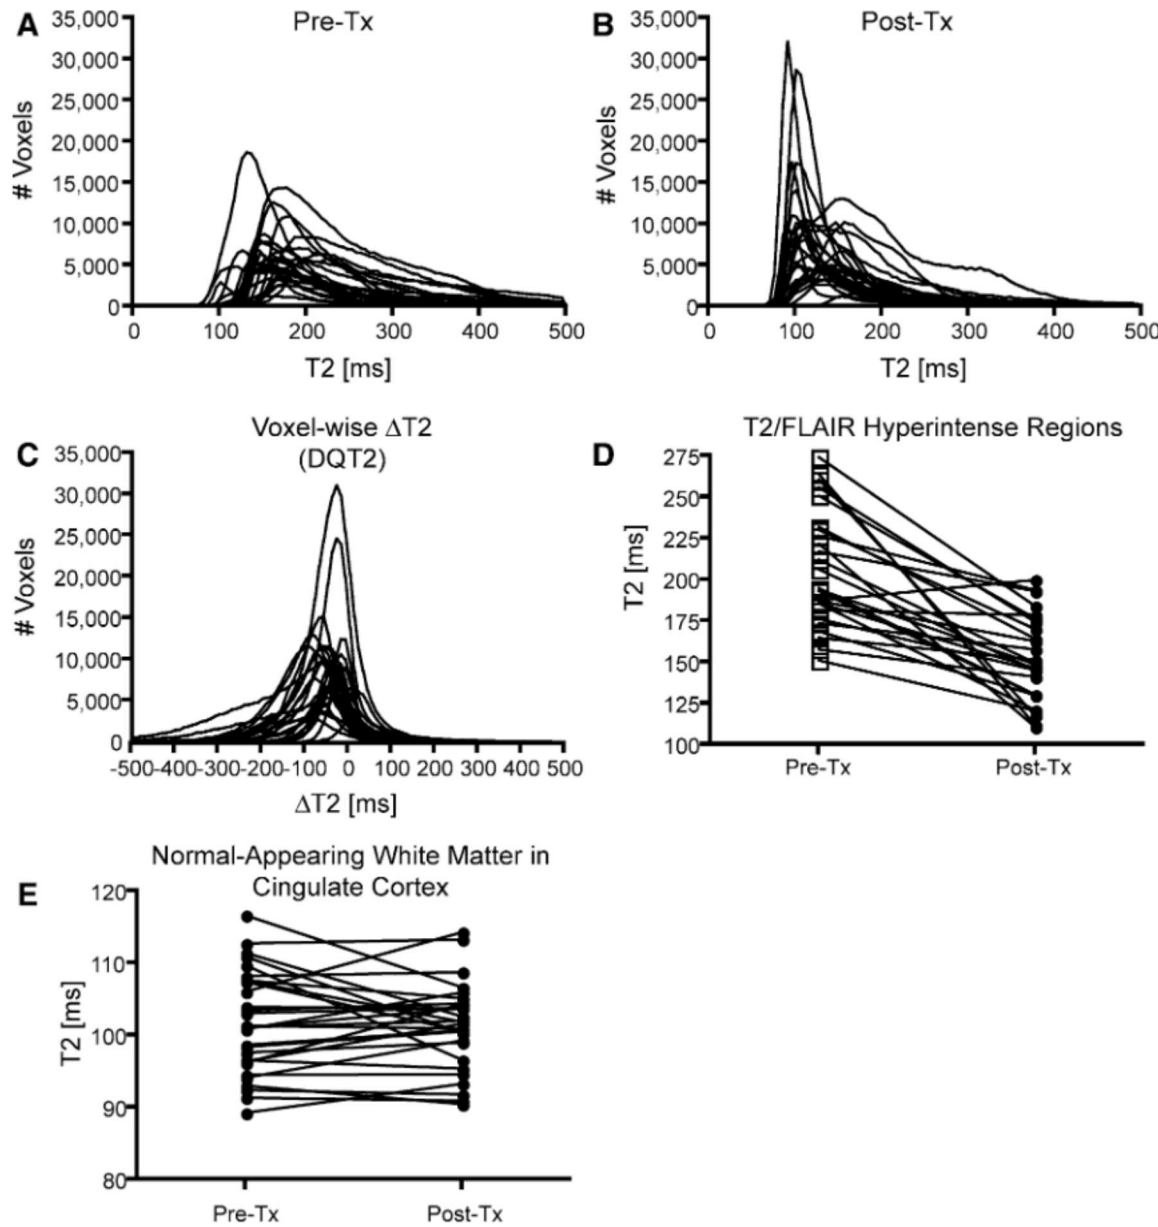 A
Pre-Tx
35,000
30,000
25,000
20,000
15,000
10,000
5,000
0
# Voxels
0 100 200 300 400 500
T2 [ms]
B
Post-Tx
35,000
30,000
25,000
20,000
15,000
10,000
5,000
0
# Voxels
0 100 200 300 400 500
T2 [ms]
C
Voxel-wise ΔT2
(DQT2)
35,000
30,000
25,000
20,000
15,000
10,000
5,000
0
# Voxels
-500-400-300-200-100 0 100 200 300 400 500
ΔT2 [ms]
T2/FLAIR Hyperintense Regions
D
275
250
225
200
175
150
125
100
T2 [ms]
Pre-Tx Post-Tx
Normal-Appearing White Matter in
Cingulate Cortex
E
120
110
100
90
80
T2 [ms]
Pre-Tx Post-Tx